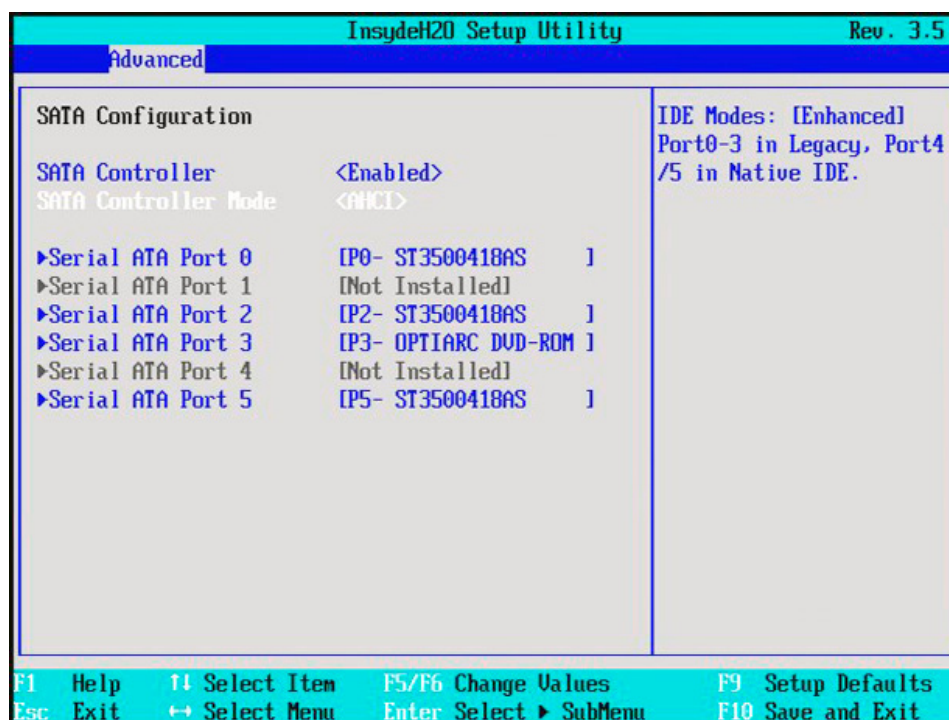 InsydeH20 Setup Utility Rev. 3.5
Advanced
SATA Configuration
SATA Controller <Enabled>
SATA Controller Mode <AHCI>
▶Serial ATA Port 0 [P0- ST3500418AS ]
▶Serial ATA Port 1 [Not Installed]
▶Serial ATA Port 2 [P2- ST3500418AS ]
▶Serial ATA Port 3 [P3- OPTIARC DVD-ROM ]
▶Serial ATA Port 4 [Not Installed]
▶Serial ATA Port 5 [P5- ST3500418AS ]
IDE Modes: [Enhanced]
Port0-3 in Legacy, Port4
/5 in Native IDE.
F1 Help ↑↓ Select Item F5/F6 Change Values F9 Setup Defaults
Esc Exit ↔ Select Menu Enter Select ▶ SubMenu F10 Save and Exit